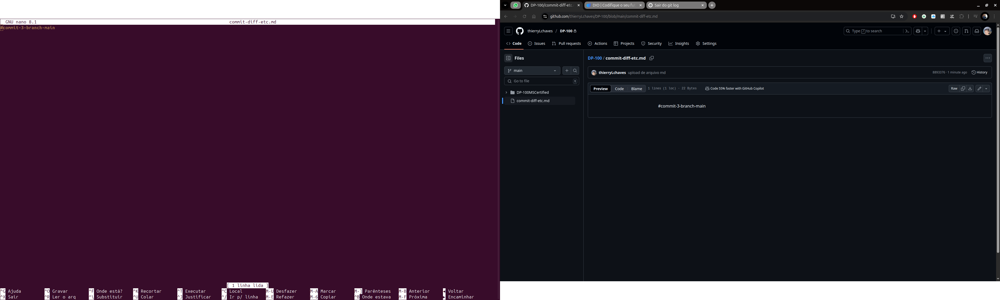 GNU nano 8.1 commit-diff-etc.md
#commit-3-branch-main
[ 1 linha lida ]
^G Ajuda ^O Gravar ^F Onde está? ^K Recortar ^T Executar ^C Local M-U Desfazer M-A Marcar M-] Parênteses M-B Anterior ◂ Voltar
^X Sair ^R Ler o arq ^\ Substituir ^U Colar ^J Justificar ^/ Ir p/ linha M-E Refazer M-6 Copiar ^B Onde estava M-F Próxima ▸ Encaminhar
DP-100/commit-diff-etc. DIO | Codifique o seu fut Sair do git log
github.com/thierryLchaves/DP-100/blob/main/commit-diff-etc.md
thierryLchaves / DP-100 Type / to search
Code Issues Pull requests Actions Projects Security Insights Settings
Files
main
Go to file t
DP-100MSCertified
commit-diff-etc.md
DP-100 / commit-diff-etc.md
thierryLchaves upload de arquivo md 8893376 · 1 minute ago History
Preview Code Blame 1 lines (1 loc) · 22 Bytes Code 55% faster with GitHub Copilot Raw
#commit-3-branch-main